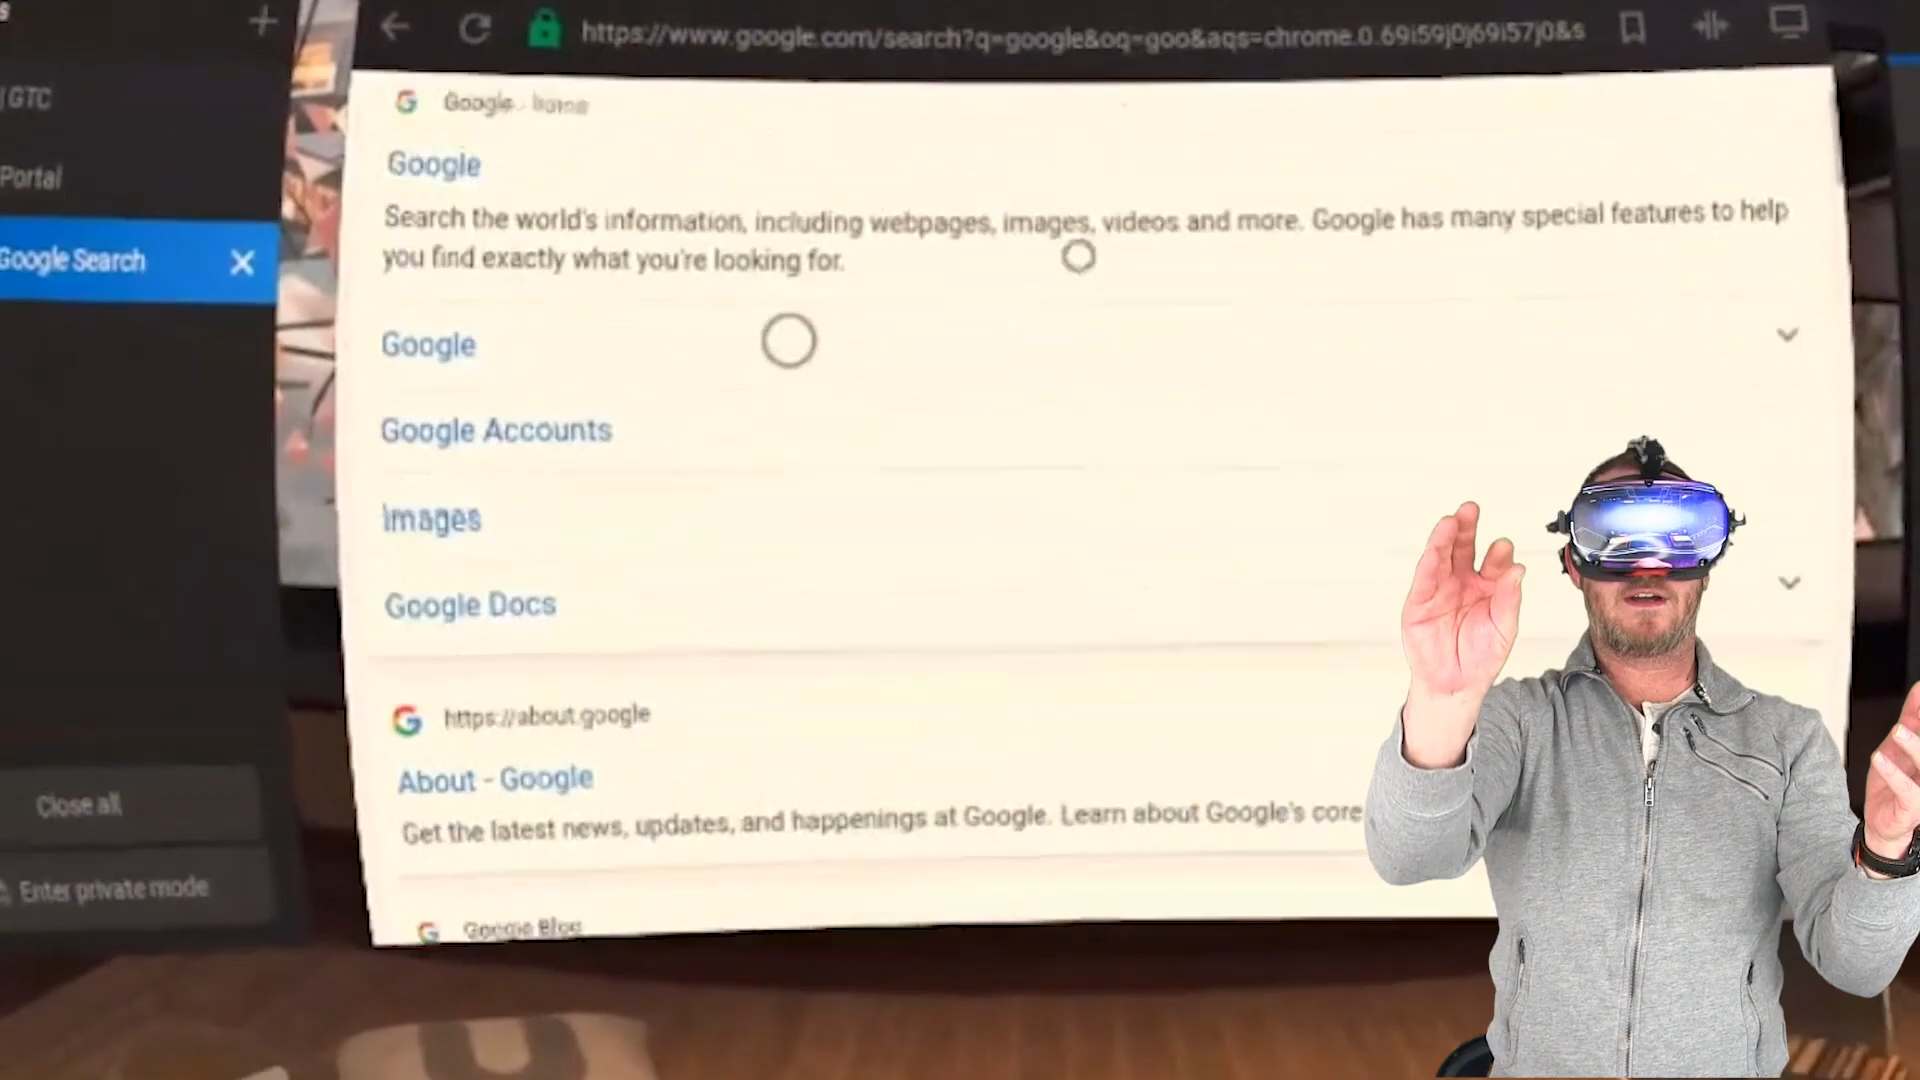 s
https://www.google.com/search?q=google&oq=goo&aqs=chrome.0.69i59j0j69i57j0&s
| GTC
Google
Google
Portal
Search the world's information, including webpages, images, videos and more. Google has many special features to help
you find exactly what you're looking for.
Google Search
Google
Google Accounts
Images
Google Docs
https://about.google
About - Google
Get the latest news, updates, and happenings at Google. Learn about Google's core
Close all
Enter private mode
Google Blog